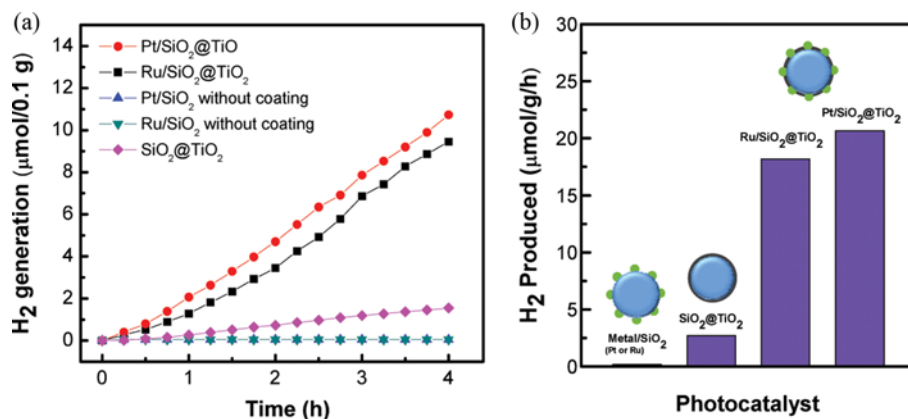 (a)
14
12
10
8
6
4
2
0
H₂ generation (μmol/0.1 g)
Pt/SiO₂@TiO
Ru/SiO₂@TiO₂
Pt/SiO₂ without coating
Ru/SiO₂ without coating
SiO₂@TiO₂
0 1 2 3 4
Time (h)
(b)
30
25
20
15
10
5
0
H₂ Produced (μmol/g/h)
Pt/SiO₂@TiO₂
Ru/SiO₂@TiO₂
SiO₂@TiO₂
Metal/SiO₂
(Pt or Ru)
Photocatalyst